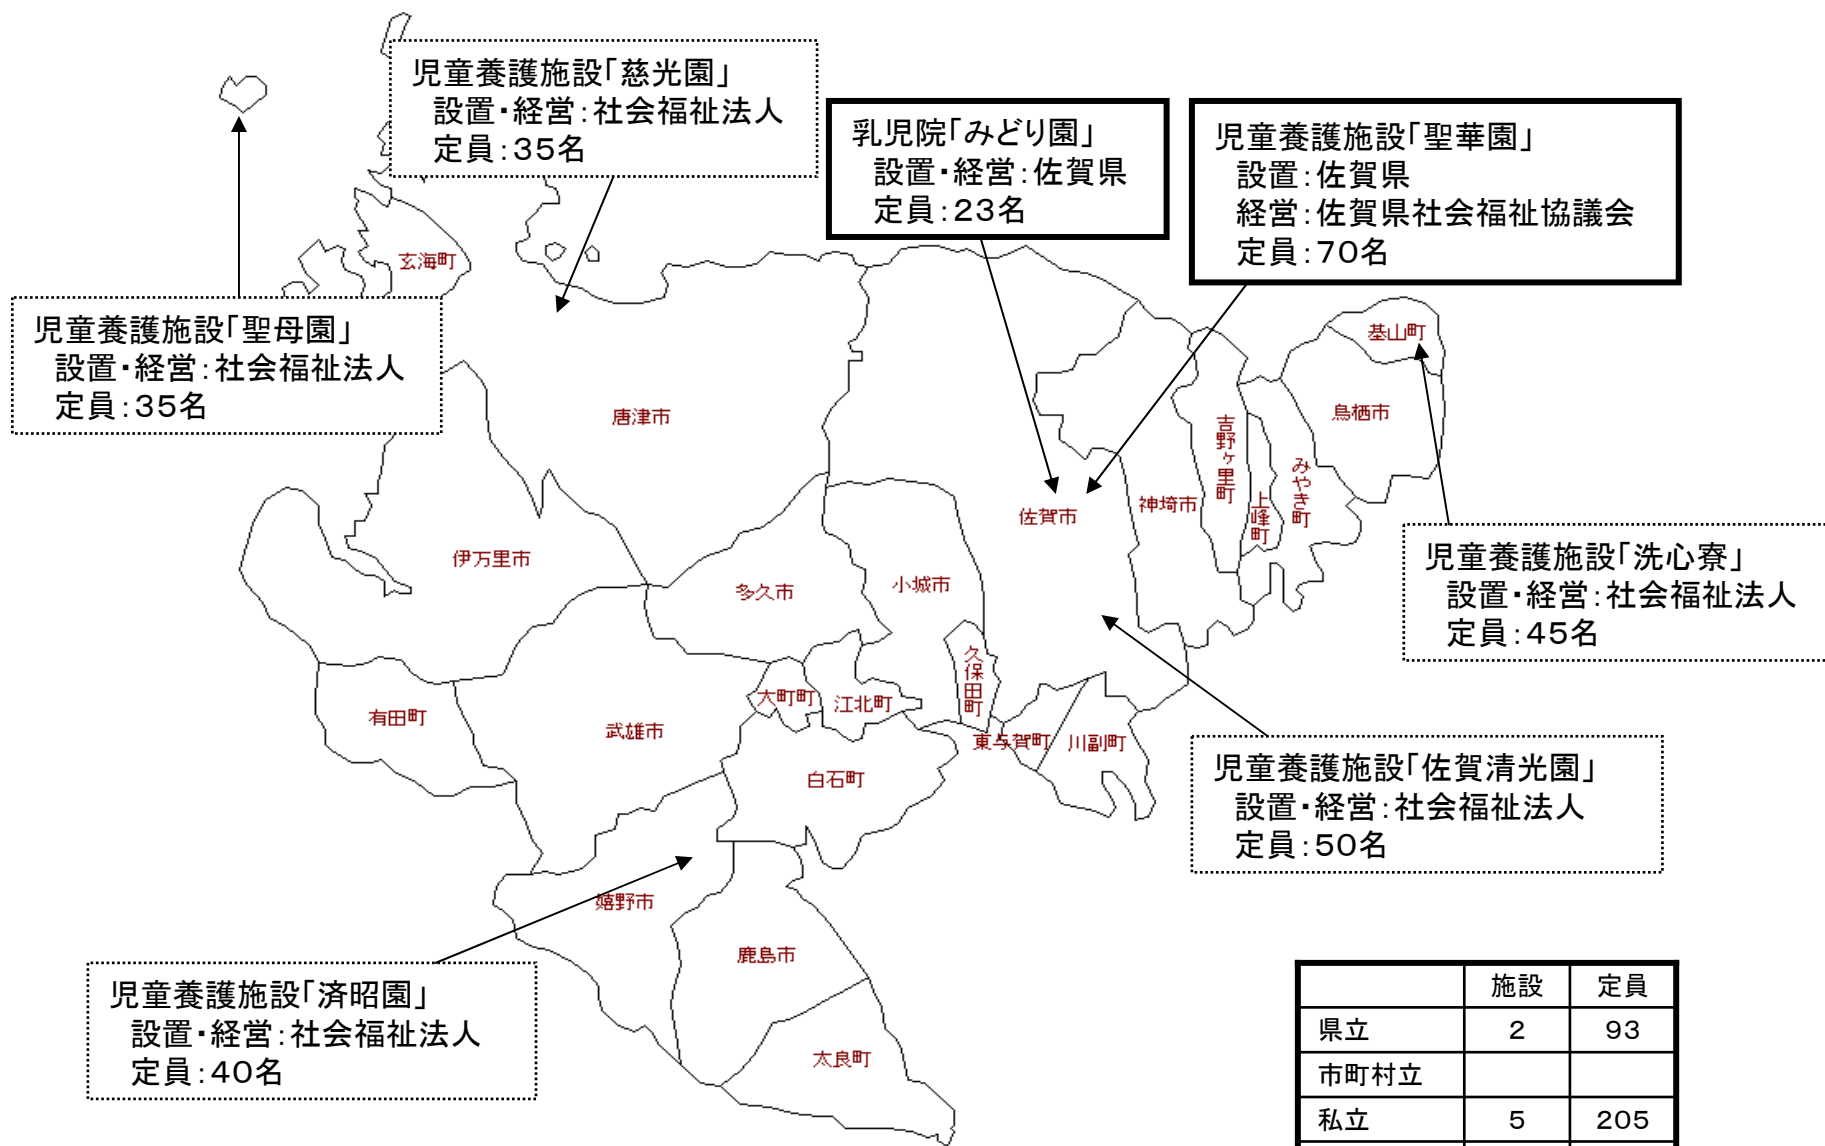 児童養護施設「慈光園」
設置・経営：社会福祉法人
定員：３５名
乳児院「みどり園」
設置・経営：佐賀県
定員：２３名
児童養護施設「聖華園」
設置：佐賀県
経営：佐賀県社会福祉協議会
定員：７０名
児童養護施設「聖母園」
設置・経営：社会福祉法人
定員：３５名
玄海町
唐津市
基山町
鳥栖市
吉野ヶ里町
みやき町
上峰町
神埼市
佐賀市
伊万里市
多久市
小城市
児童養護施設「洗心寮」
設置・経営：社会福祉法人
定員：４５名
久保田町
大町町
江北町
有田町
武雄市
東与賀町
川副町
白石町
児童養護施設「佐賀清光園」
設置・経営：社会福祉法人
定員：５０名
嬉野市
鹿島市
太良町
児童養護施設「済昭園」
設置・経営：社会福祉法人
定員：４０名
施設 定員
県立 2 93
市町村立
私立 5 205